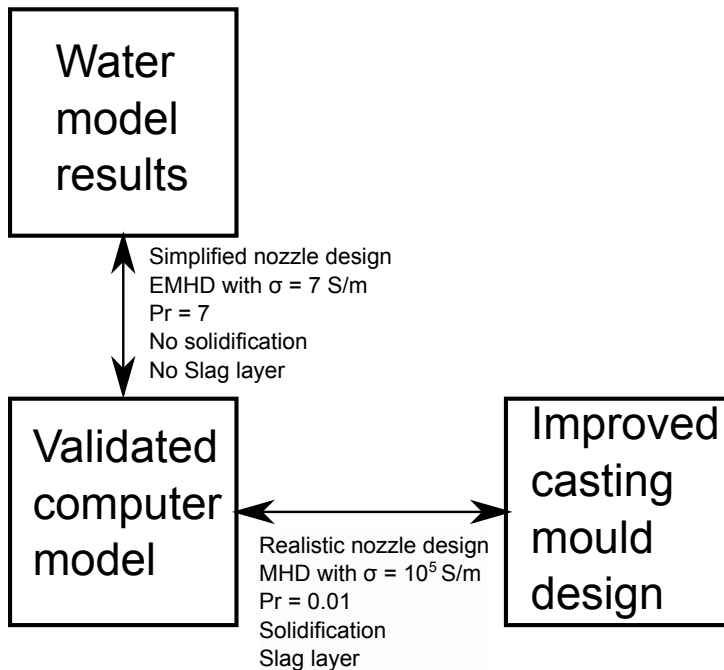 Water
model
results
Simplified nozzle design
EMHD with σ = 7 S/m
Pr = 7
No solidification
No Slag layer
Validated
computer
model
Improved
casting
mould
design
Realistic nozzle design
MHD with σ = 10⁵ S/m
Pr = 0.01
Solidification
Slag layer